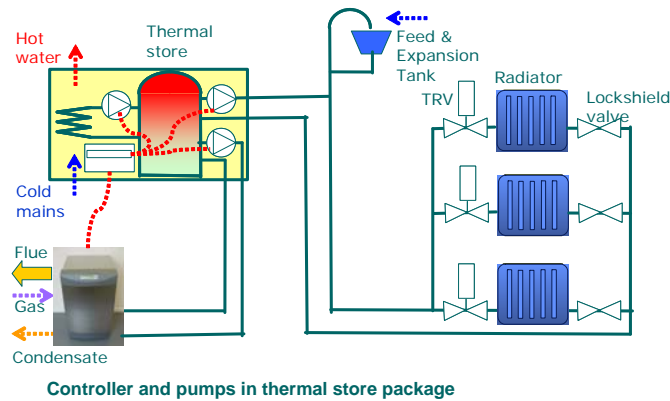 Hot
water
Thermal
store
Feed &
Expansion
Tank
TRV
Radiator
Lockshield
valve
Cold
mains
Flue
Gas
Condensate
Controller and pumps in thermal store package